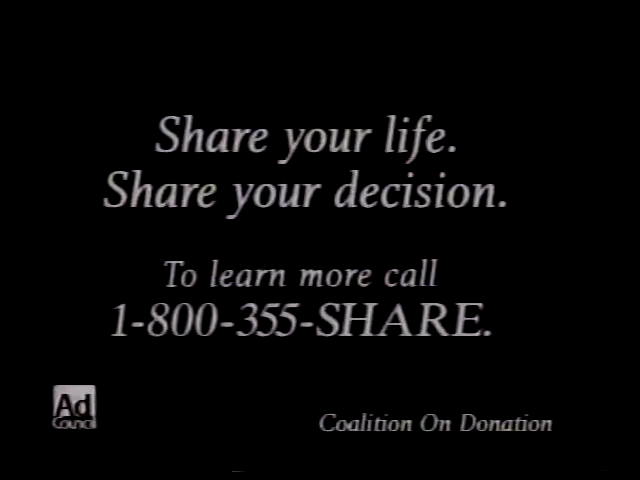 Share your life.
Share your decision.
To learn more call
1-800-355-SHARE.
Ad
Council
Coalition On Donation